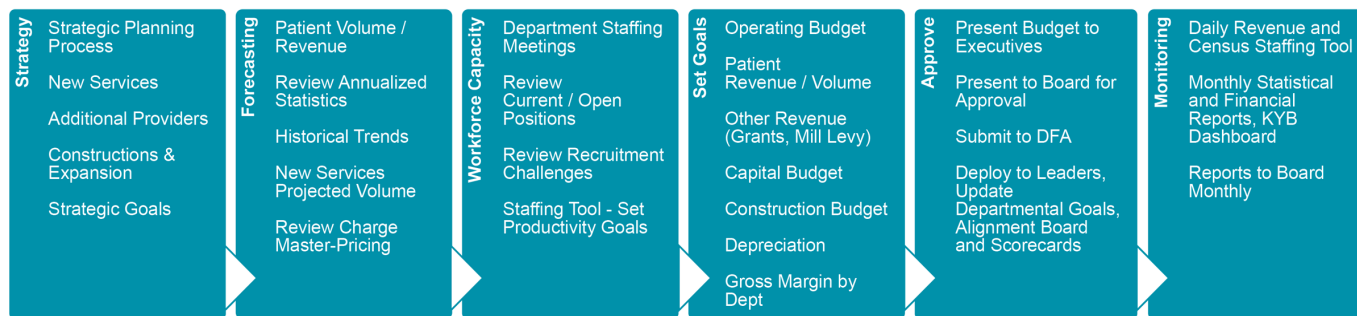 Strategy
Strategic Planning
Process
New Services
Additional Providers
Constructions &
Expansion
Strategic Goals
Forecasting
Patient Volume /
Revenue
Review Annualized
Statistics
Historical Trends
New Services
Projected Volume
Review Charge
Master-Pricing
Workforce Capacity
Department Staffing
Meetings
Review
Current / Open
Positions
Review Recruitment
Challenges
Staffing Tool - Set
Productivity Goals
Set Goals
Operating Budget
Patient
Revenue / Volume
Other Revenue
(Grants, Mill Levy)
Capital Budget
Construction Budget
Depreciation
Gross Margin by
Dept
Approve
Present Budget to
Executives
Present to Board for
Approval
Submit to DFA
Deploy to Leaders,
Update
Departmental Goals,
Alignment Board
and Scorecards
Monitoring
Daily Revenue and
Census Staffing Tool
Monthly Statistical
and Financial
Reports, KYB
Dashboard
Reports to Board
Monthly